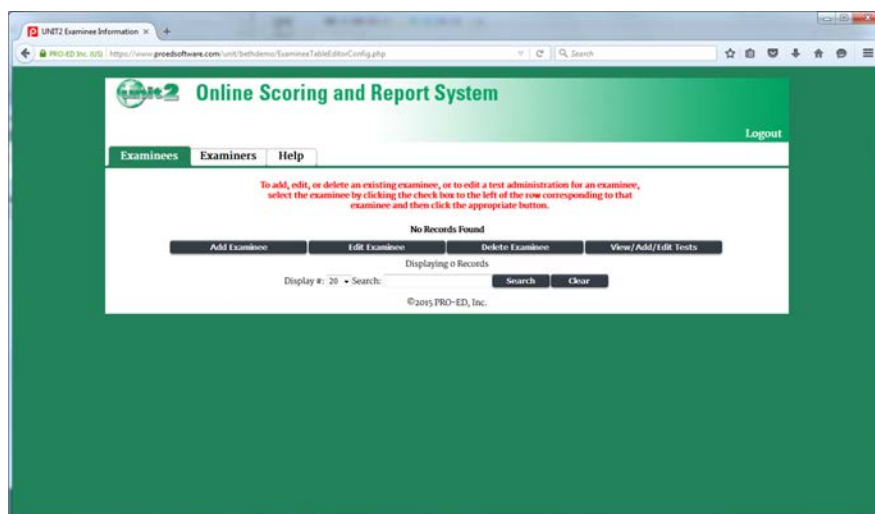 UNIT2 Examinee Information
PRO-ED Inc. (US) https://www.proedsoftware.com/unit/bethdemo/ExamineeTableEditorConfig.php Search
unit2 Online Scoring and Report System
Logout
Examinees Examiners Help
To add, edit, or delete an existing examinee, or to edit a test administration for an examinee,
select the examinee by clicking the check box to the left of the row corresponding to that
examinee and then click the appropriate button.
No Records Found
Add Examinee Edit Examinee Delete Examinee View/Add/Edit Tests
Displaying 0 Records
Display #: 20 Search: Search Clear
©2015 PRO-ED, Inc.